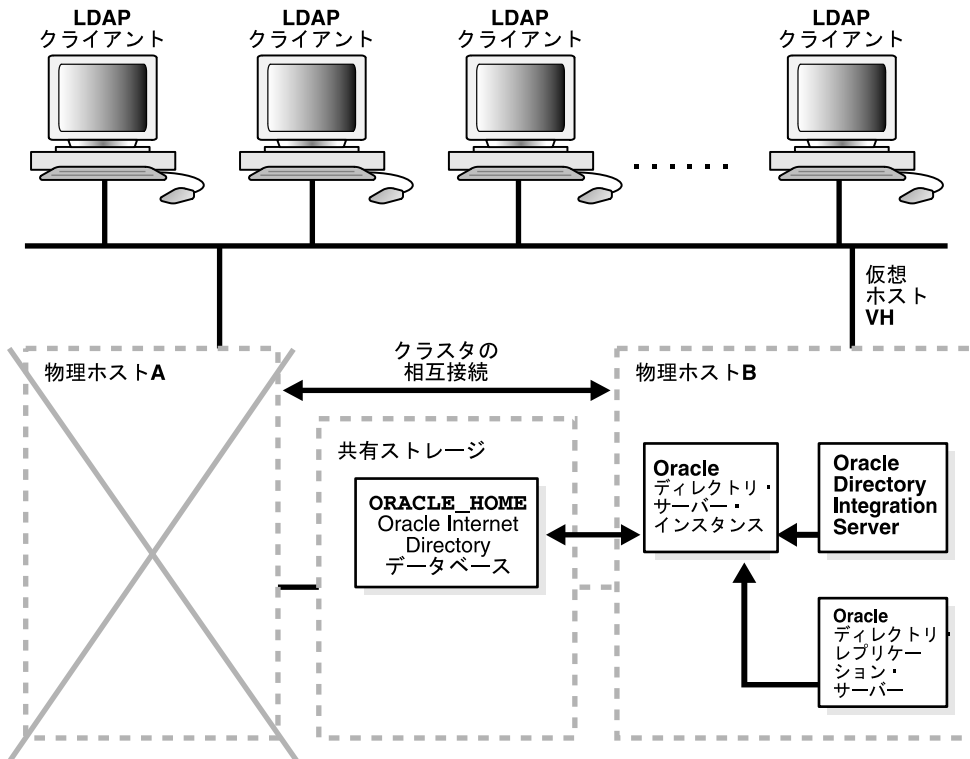 LDAP
クライアント
LDAP
クライアント
LDAP
クライアント
LDAP
クライアント
. . . . . .
仮想
ホスト
VH
物理ホストA
クラスタの
相互接続
物理ホストB
共有ストレージ
ORACLE_HOME
Oracle Internet
Directory
データベース
Oracle
ディレクトリ・
サーバー・
インスタンス
Oracle
Directory
Integration
Server
Oracle
ディレクトリ・
レプリケー
ション・
サーバー